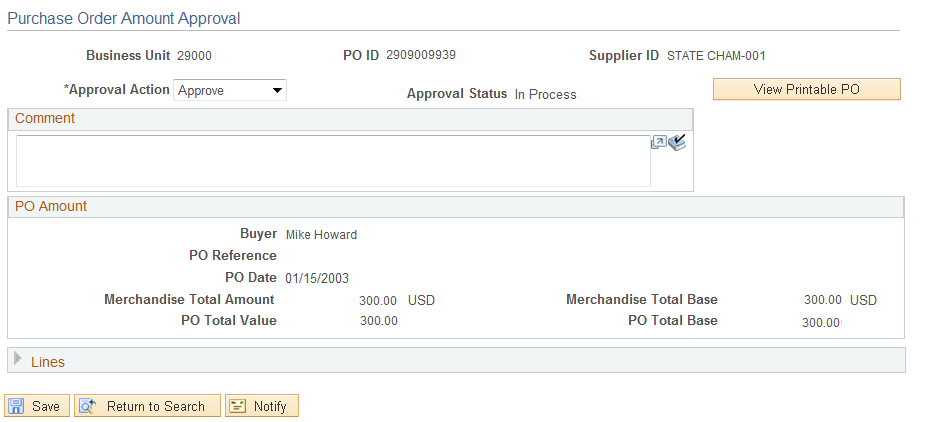 Purchase Order Amount Approval
Business Unit 29000 PO ID 2909009939 Supplier ID STATE CHAM-001
*Approval Action Approve Approval Status In Process View Printable PO
Comment
PO Amount
Buyer Mike Howard
PO Reference
PO Date 01/15/2003
Merchandise Total Amount 300.00 USD Merchandise Total Base 300.00 USD
PO Total Value 300.00 PO Total Base 300.00
Lines
Save Return to Search Notify